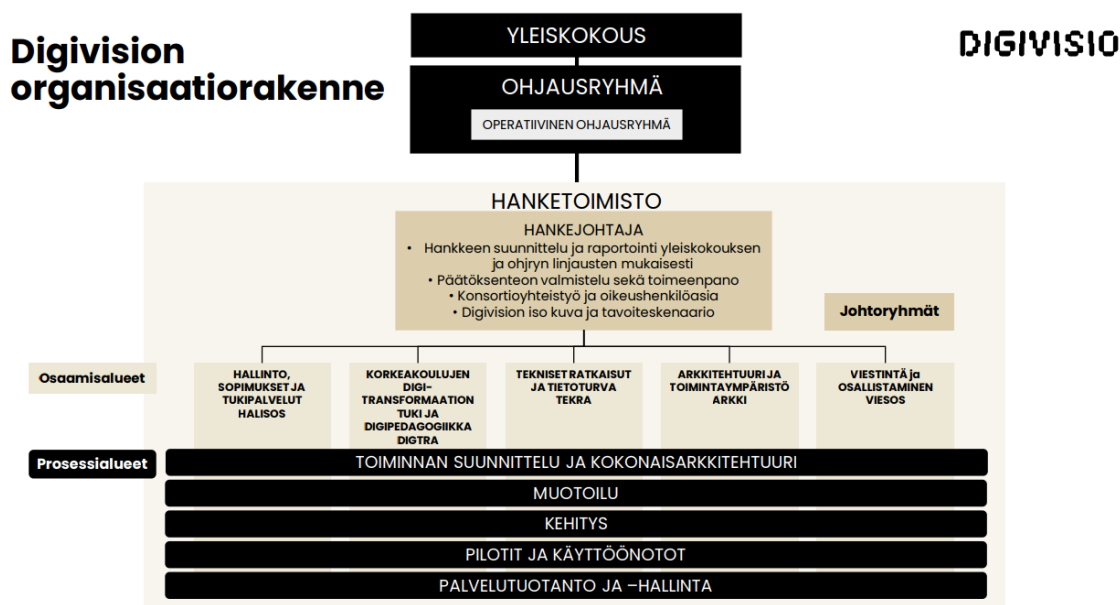 Digivision
organisaatiorakenne
DIGIVISIO
YLEISKOKOUS
OHJAUSRYHMÄ
OPERATIIVINEN OHJAUSRYHMÄ
HANKETOIMISTO
HANKEJOHTAJA
• Hankkeen suunnittelu ja raportointi yleiskokouksen
ja ohjryn linjausten mukaisesti
• Päätöksenteon valmistelu sekä toimeenpano
• Konsortioyhteistyö ja oikeushenkilöasia
• Digivision iso kuva ja tavoiteskenaario
Johtoryhmät
Osaamisalueet
HALLINTO,
SOPIMUKSET JA
TUKIPALVELUT
HALISOS
KORKEAKOULUJEN
DIGI-
TRANSFORMAATION
TUKI JA
DIGIPEDAGOGIIKKA
DIGTRA
TEKNISET RATKAISUT
JA TIETOTURVA
TEKRA
ARKKITEHTUURI JA
TOIMINTAYMPÄRISTÖ
ARKKI
VIESTINTÄ ja
OSALLISTAMINEN
VIESOS
Prosessialueet
TOIMINNAN SUUNNITTELU JA KOKONAISARKKITEHTUURI
MUOTOILU
KEHITYS
PILOTIT JA KÄYTTÖÖNOTOT
PALVELUTUOTANTO JA –HALLINTA